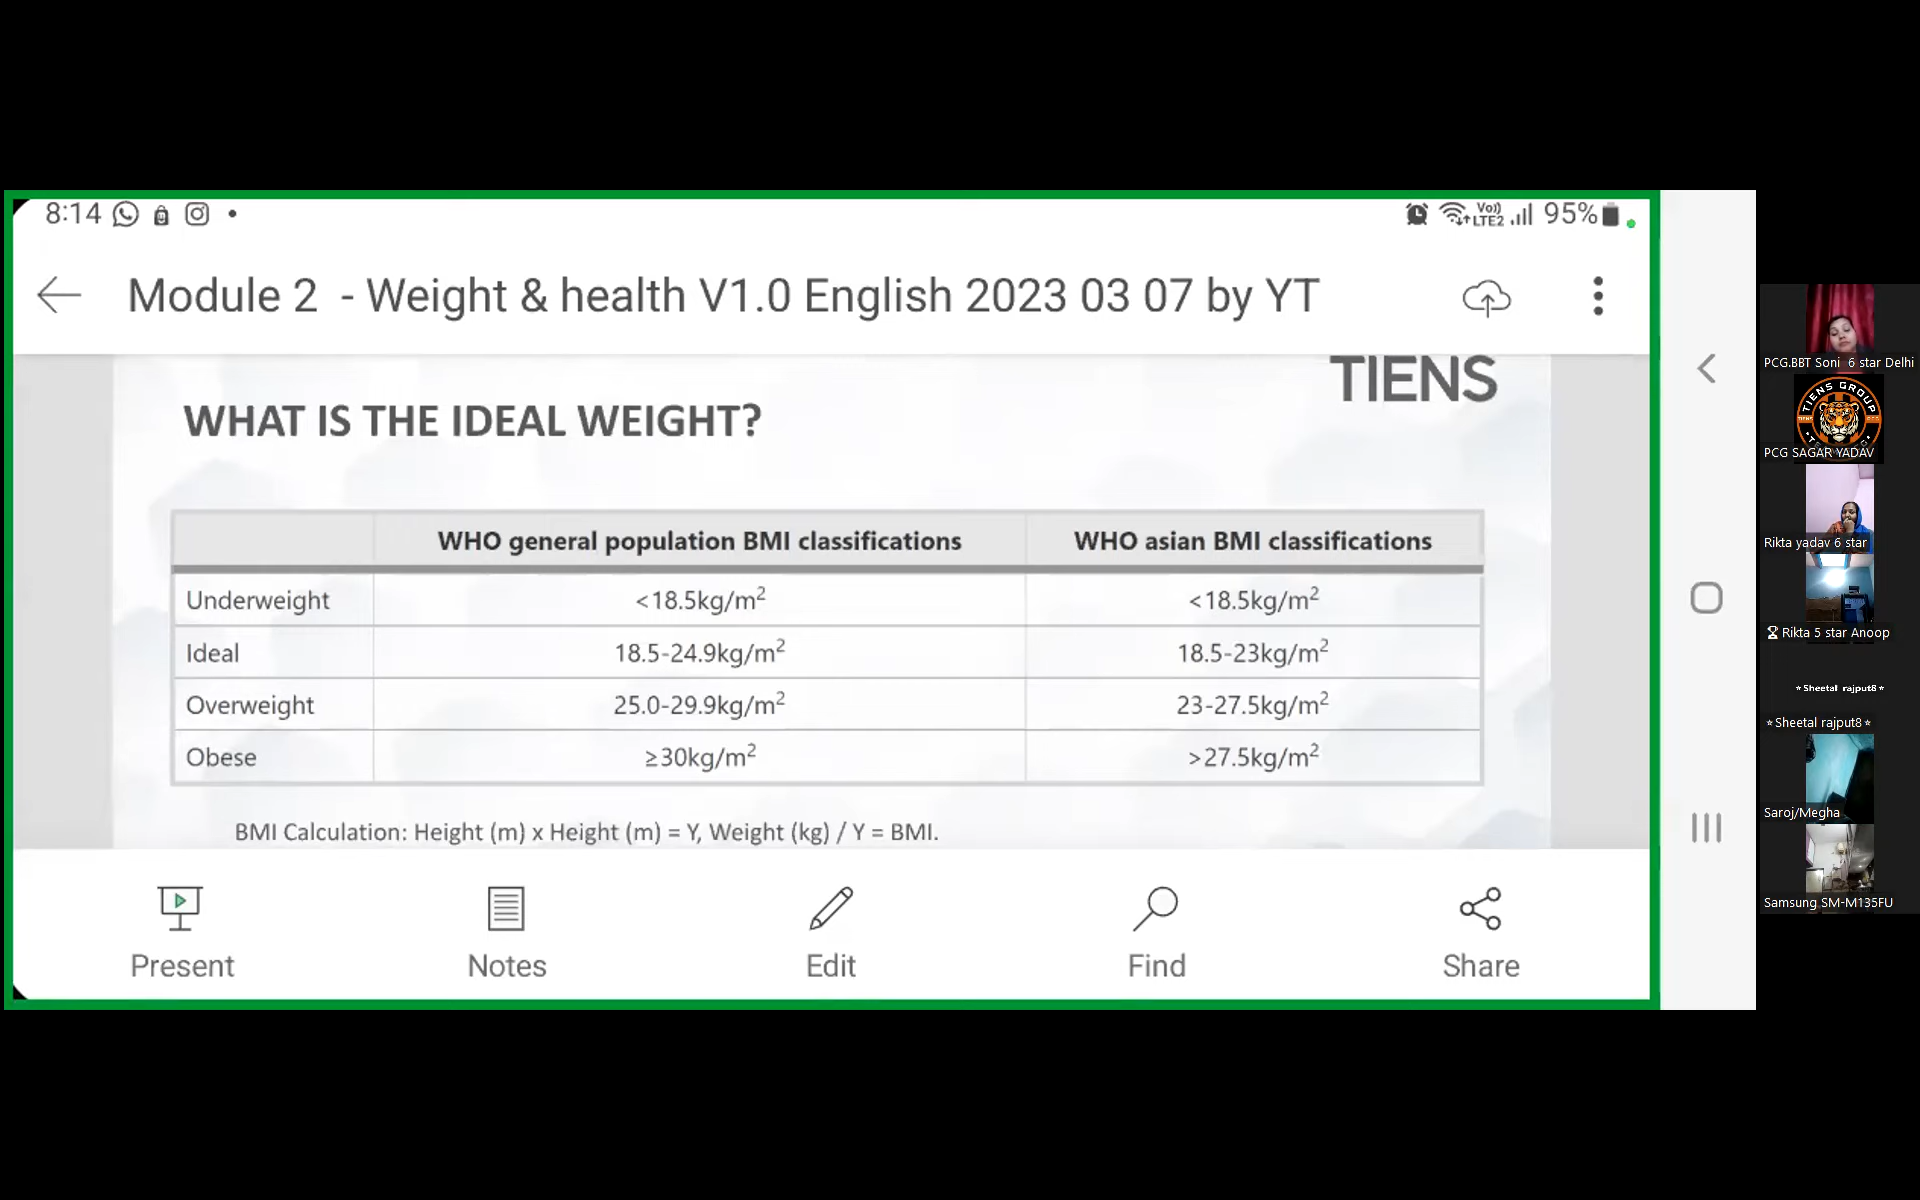 8:14
Vo))
LTE2
95%
Module 2 - Weight & health V1.0 English 2023 03 07 by YT
TIENS
WHAT IS THE IDEAL WEIGHT?
WHO general population BMI classifications WHO asian BMI classifications
Underweight <18.5kg/m² <18.5kg/m²
Ideal 18.5-24.9kg/m² 18.5-23kg/m²
Overweight 25.0-29.9kg/m² 23-27.5kg/m²
Obese ≥30kg/m² >27.5kg/m²
BMI Calculation: Height (m) x Height (m) = Y, Weight (kg) / Y = BMI.
Present Notes Edit Find Share
PCG.BBT Soni 6 star Delhi
TIENS GROUP
PCG SAGAR YADAV
Rikta yadav 6 star
Rikta 5 star Anoop
⭑Sheetal rajput8⭑
⭑Sheetal rajput8⭑
Saroj/Megha
Samsung SM-M135FU